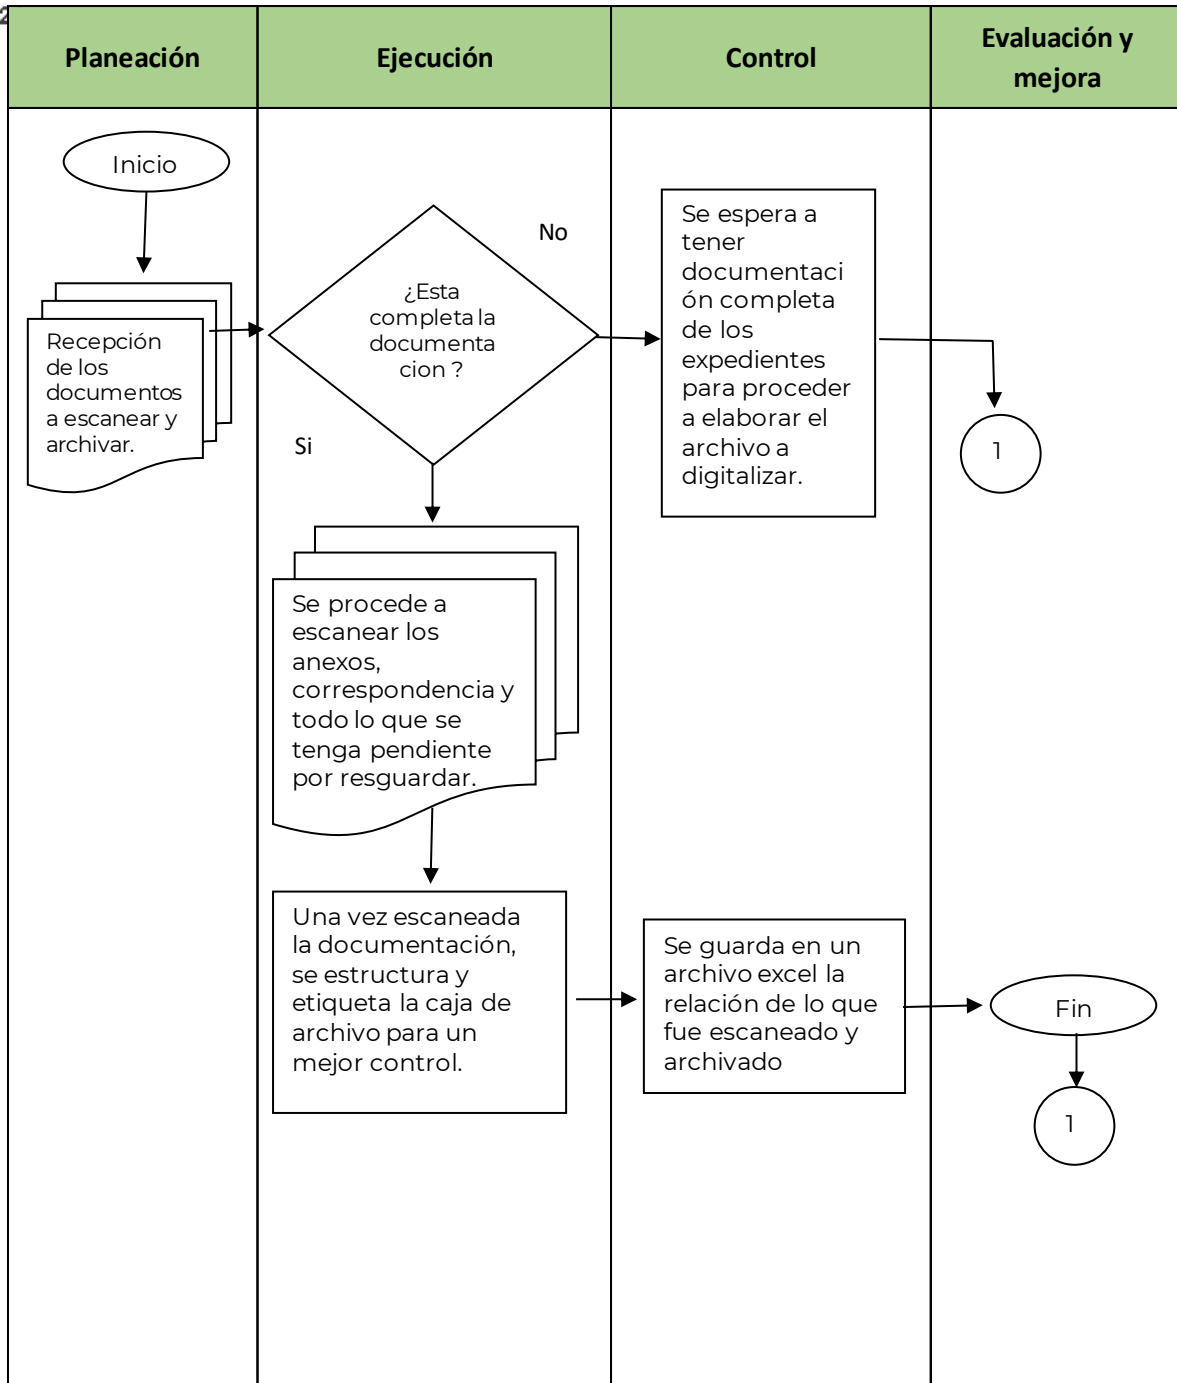 2
Planeación
Ejecución
Control
Evaluación y
mejora
Inicio
Recepción
de los
documentos
a escanear y
archivar.
¿Esta
completa la
documenta
cion ?
No
Si
Se espera a
tener
documentaci
ón completa
de los
expedientes
para proceder
a elaborar el
archivo a
digitalizar.
1
Se procede a
escanear los
anexos,
correspondencia y
todo lo que se
tenga pendiente
por resguardar.
Una vez escaneada
la documentación,
se estructura y
etiqueta la caja de
archivo para un
mejor control.
Se guarda en un
archivo excel la
relación de lo que
fue escaneado y
archivado
Fin
1